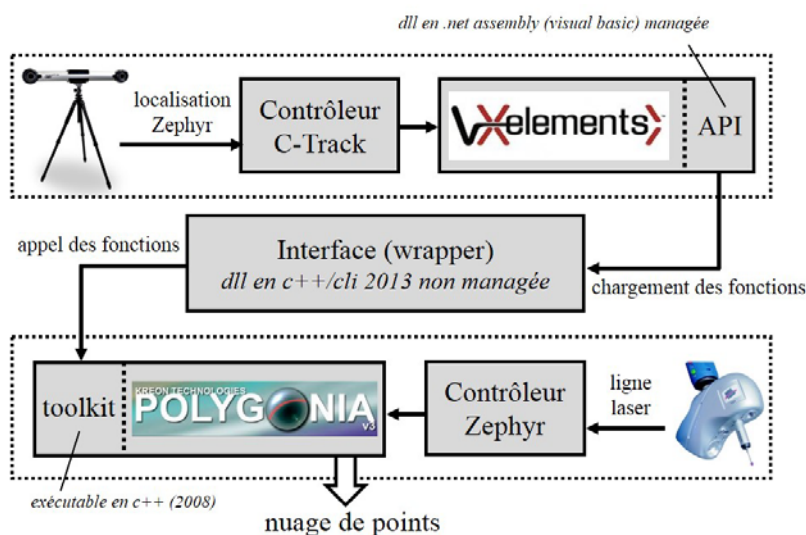 dll en .net assembly (visual basic) managée
localisation
Zephyr
Contrôleur
C-Track
VXelements
API
appel des fonctions
Interface (wrapper)
dll en c++/cli 2013 non managée
chargement des fonctions
toolkit
KREON TECHNOLOGIES
POLYGONIA
V3
Contrôleur
Zephyr
ligne
laser
exécutable en c++ (2008)
nuage de points